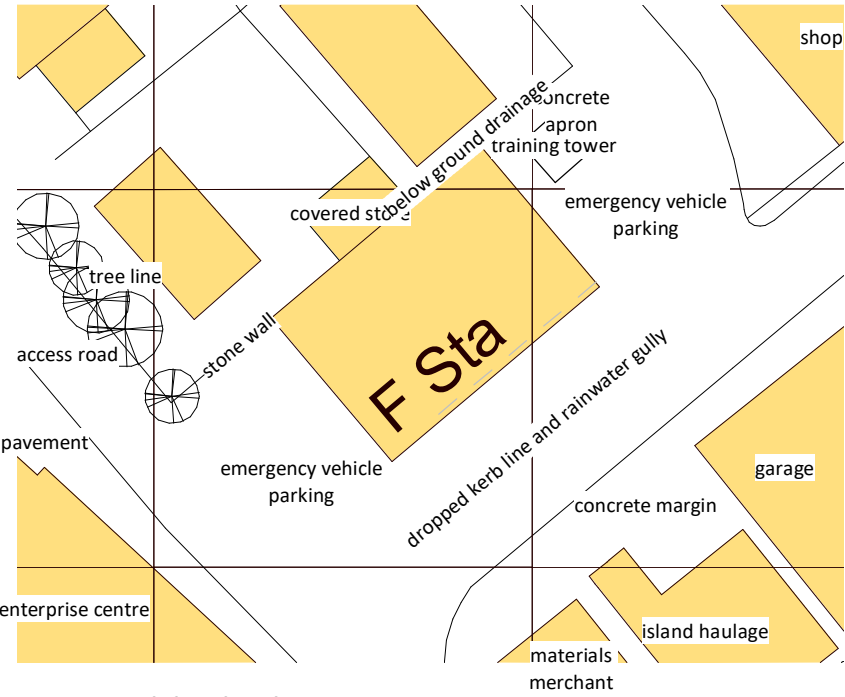 shop
concrete
apron
training tower
below ground drainage
emergency vehicle
parking
covered store
tree line
stone wall
access road
F Sta
pavement
emergency vehicle
parking
dropped kerb line and rainwater gully
garage
concrete margin
enterprise centre
island haulage
materials
merchant